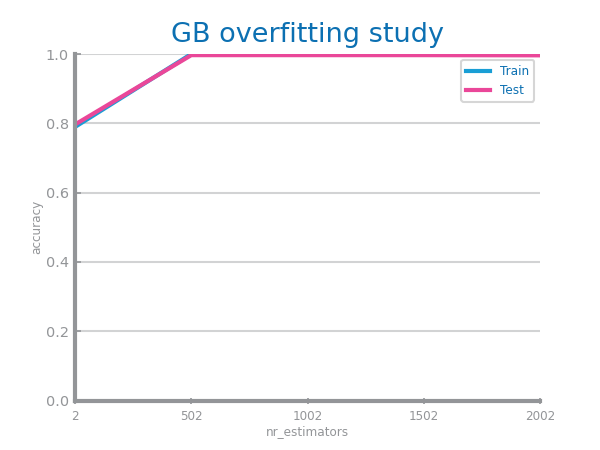 GB overfitting study
1.0
0.8
0.6
0.4
0.2
0.0
accuracy
Train
Test
2 502 1002 1502 2002
nr_estimators